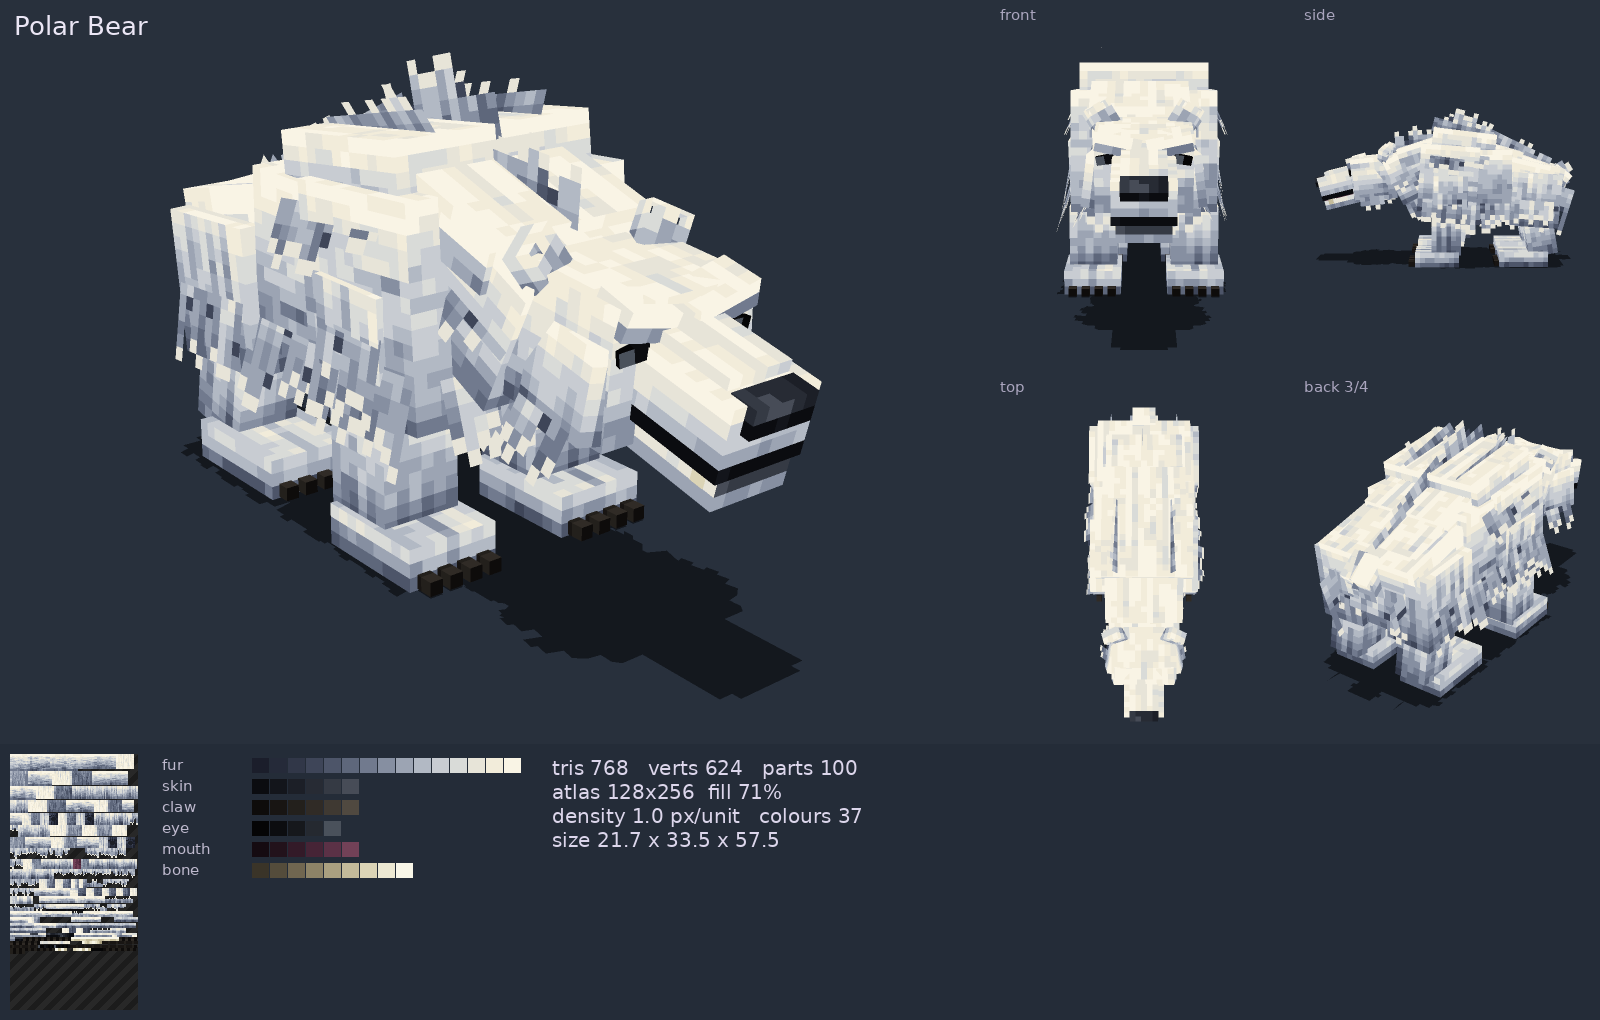 Polar Bear
front
side
top
back 3/4
fur
skin
claw
eye
mouth
bone
tris 768 verts 624 parts 100
atlas 128x256 fill 71%
density 1.0 px/unit colours 37
size 21.7 x 33.5 x 57.5